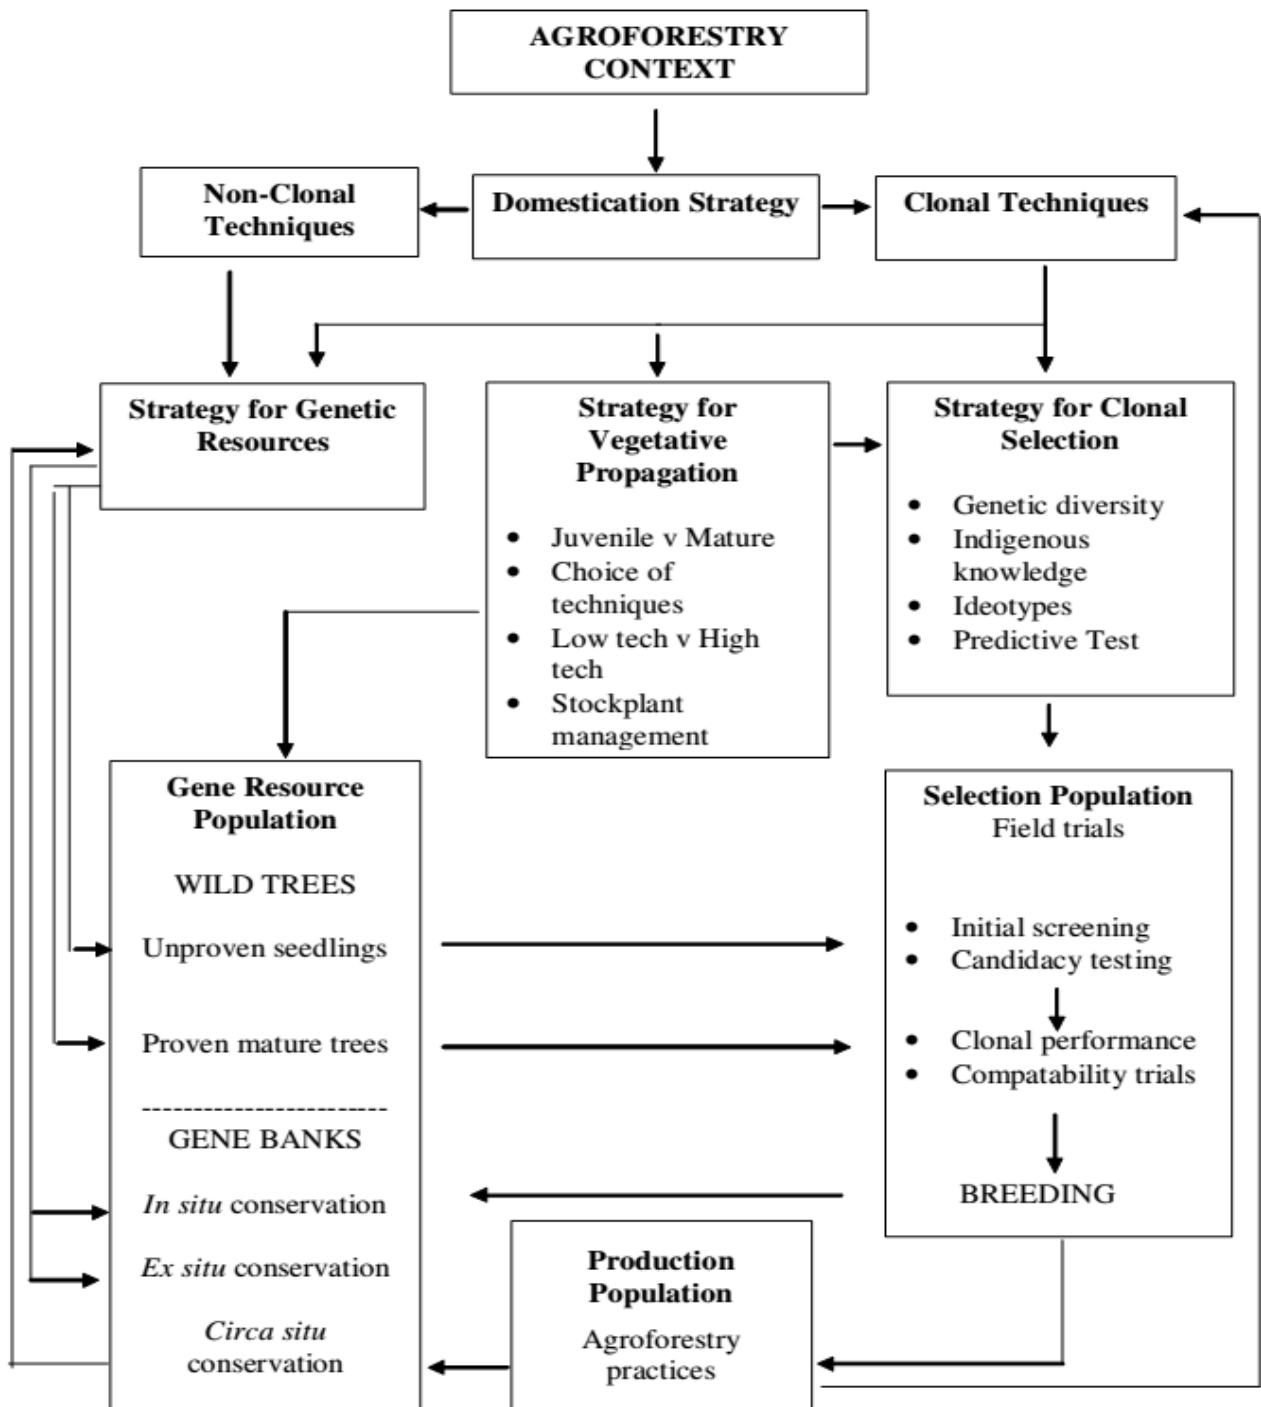 AGROFORESTRY
CONTEXT
Non-Clonal
Techniques
Domestication Strategy
Clonal Techniques
Strategy for Genetic
Resources
Strategy for
Vegetative
Propagation
• Juvenile v Mature
• Choice of
techniques
• Low tech v High
tech
• Stockplant
management
Strategy for Clonal
Selection
• Genetic diversity
• Indigenous
knowledge
• Ideotypes
• Predictive Test
Gene Resource
Population
WILD TREES
Unproven seedlings
Proven mature trees
------------------------
GENE BANKS
In situ conservation
Ex situ conservation
Circa situ
conservation
Selection Population
Field trials
• Initial screening
• Candidacy testing
• Clonal performance
• Compatability trials
BREEDING
Production
Population
Agroforestry
practices